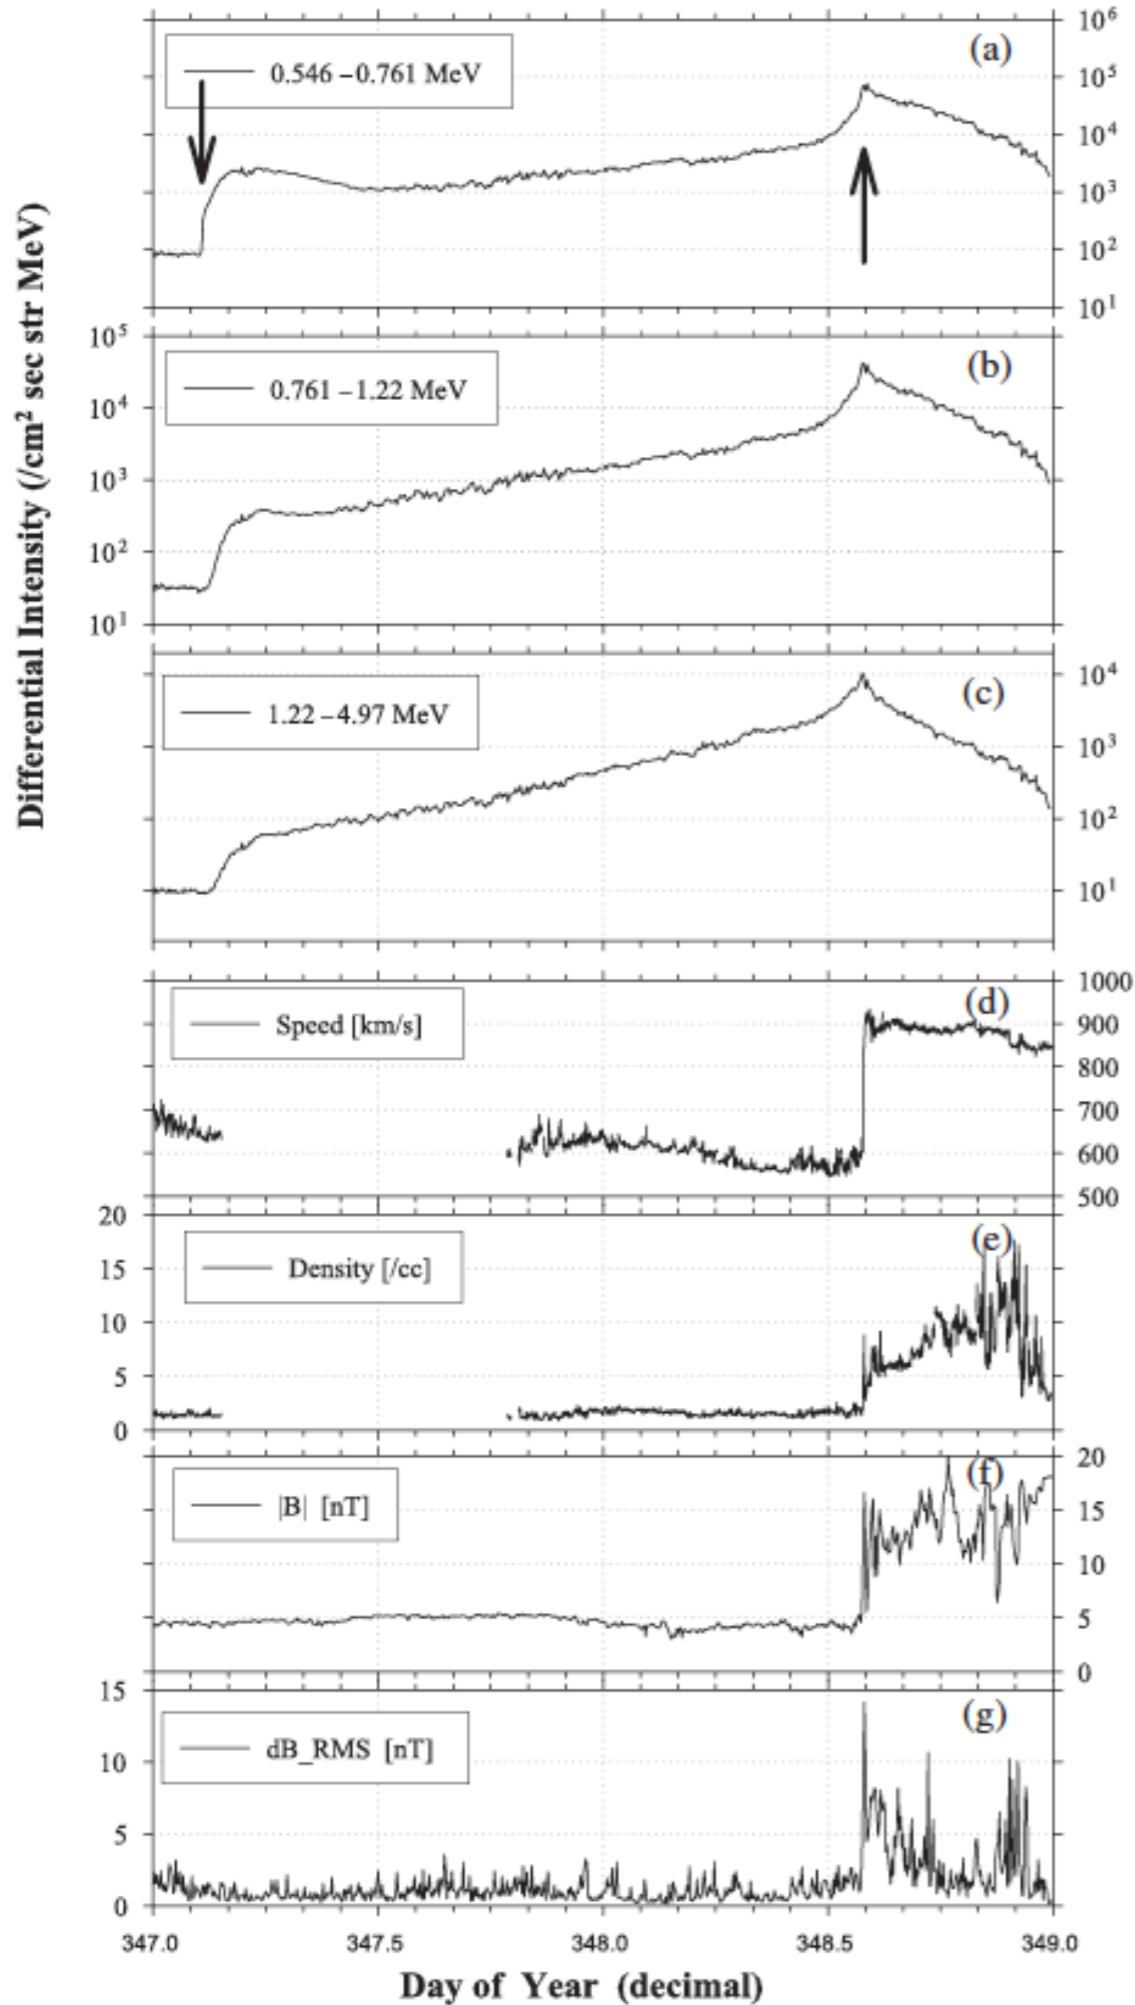 Differential Intensity (/cm² sec str MeV)
0.546 – 0.761 MeV
(a)
10⁶
10⁵
10⁴
10³
10²
10¹
0.761 – 1.22 MeV
(b)
10⁵
10⁴
10³
10²
10¹
1.22 – 4.97 MeV
(c)
10⁴
10³
10²
10¹
Speed [km/s]
(d)
1000
900
800
700
600
500
Density [/cc]
(e)
20
15
10
5
0
|B| [nT]
(f)
20
15
10
5
0
dB_RMS [nT]
(g)
15
10
5
0
347.0 347.5 348.0 348.5 349.0
Day of Year (decimal)